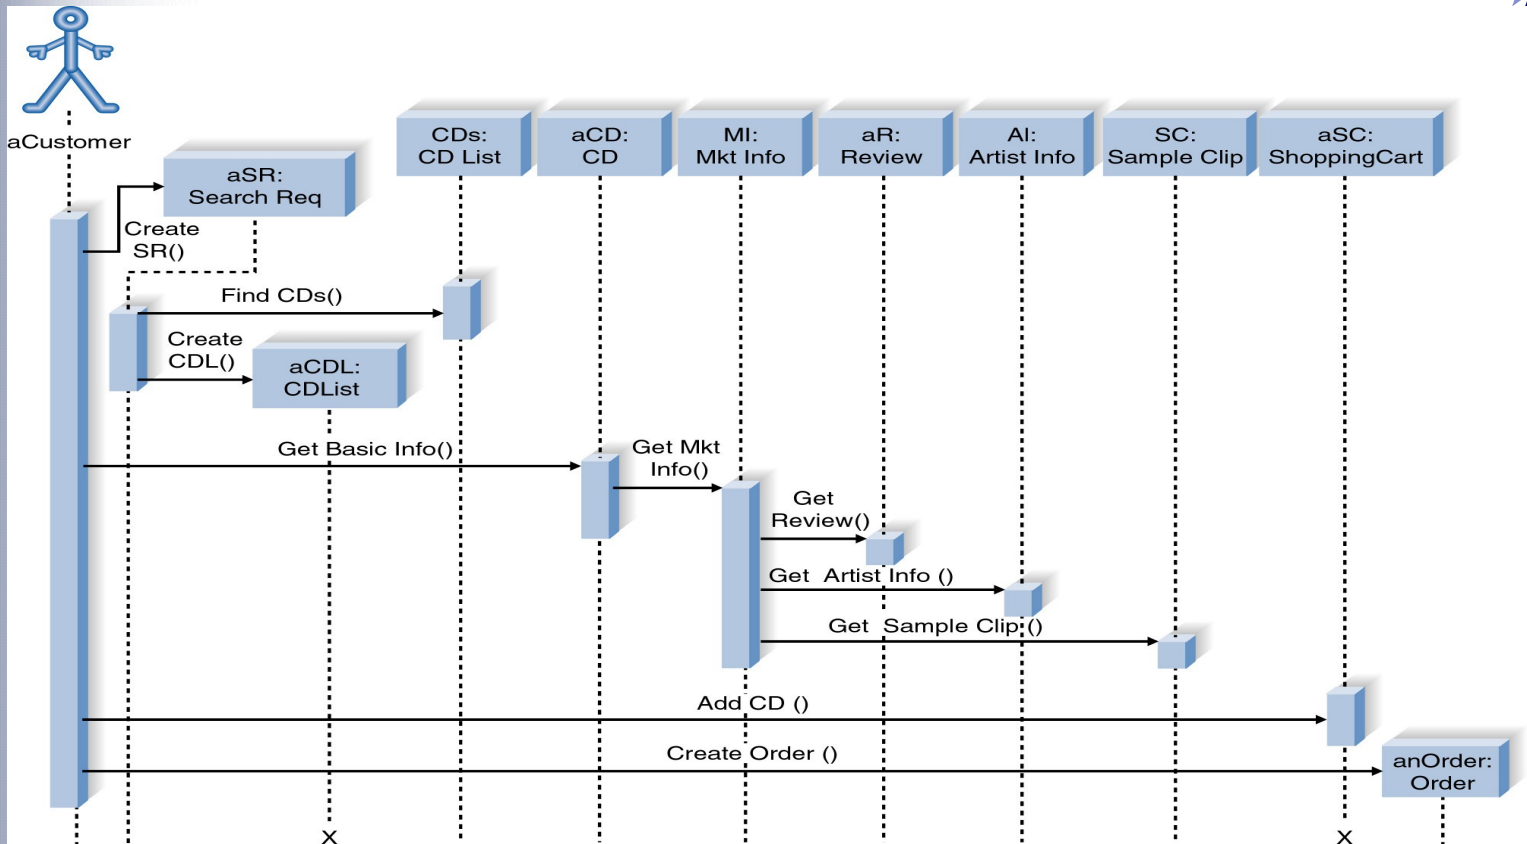 aCustomer
aSR:
Search Req
CDs:
CD List
aCD:
CD
MI:
Mkt Info
aR:
Review
AI:
Artist Info
SC:
Sample Clip
aSC:
ShoppingCart
Create
SR()
Find CDs()
Create
CDL()
aCDL:
CDList
Get Basic Info()
Get Mkt
Info()
Get
Review()
Get Artist Info ()
Get Sample Clip ()
Add CD ()
Create Order ()
anOrder:
Order
X
X